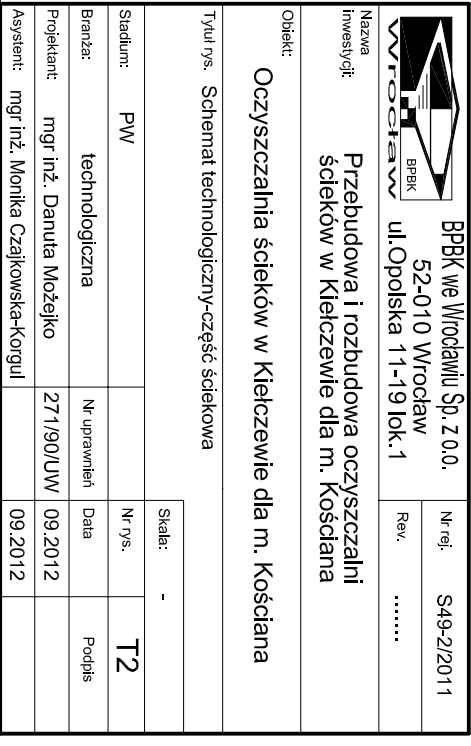 BPBK
Wrocław
BPBK we Wrocławiu Sp. z o.o.
52-010 Wrocław
ul.Opolska 11-19 lok.1
Nr rej. S49-2/2011
Rev. .......
Nazwa
inwestycji:
Przebudowa i rozbudowa oczyszczalni
ścieków w Kiełczewie dla m. Kościana
Obiekt:
Oczyszczalnia ścieków w Kiełczewie dla m. Kościana
Tytuł rys. Schemat technologiczny-część ściekowa
Skala: -
Stadium: PW Nr rys. T2
Branża: technologiczna Nr uprawnień Data Podpis
Projektant: mgr inż. Danuta Możejko 271/90/UW 09.2012
Asystent: mgr inż. Monika Czajkowska-Korgul 09.2012